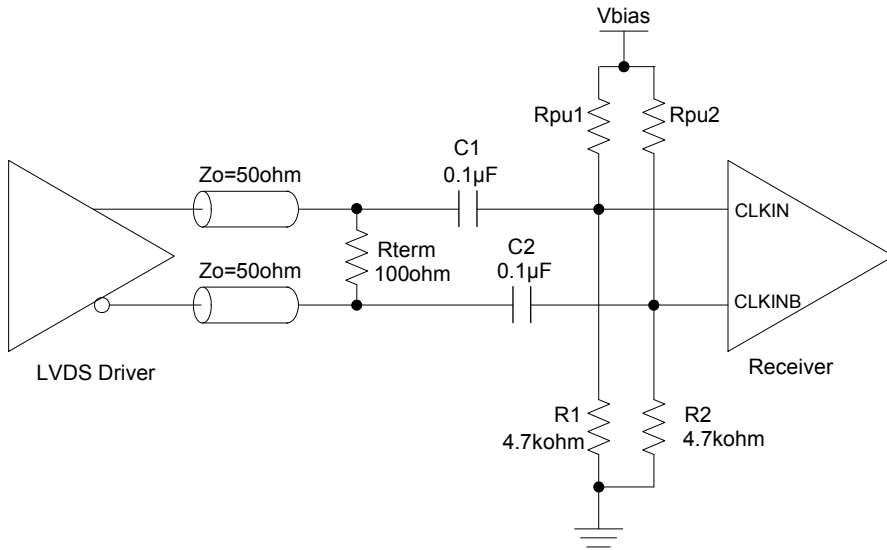 Vbias
Rpu1
Rpu2
C1
0.1µF
Zo=50ohm
CLKIN
C2
0.1µF
Rterm
100ohm
Zo=50ohm
CLKINB
LVDS Driver
Receiver
R1
4.7kohm
R2
4.7kohm